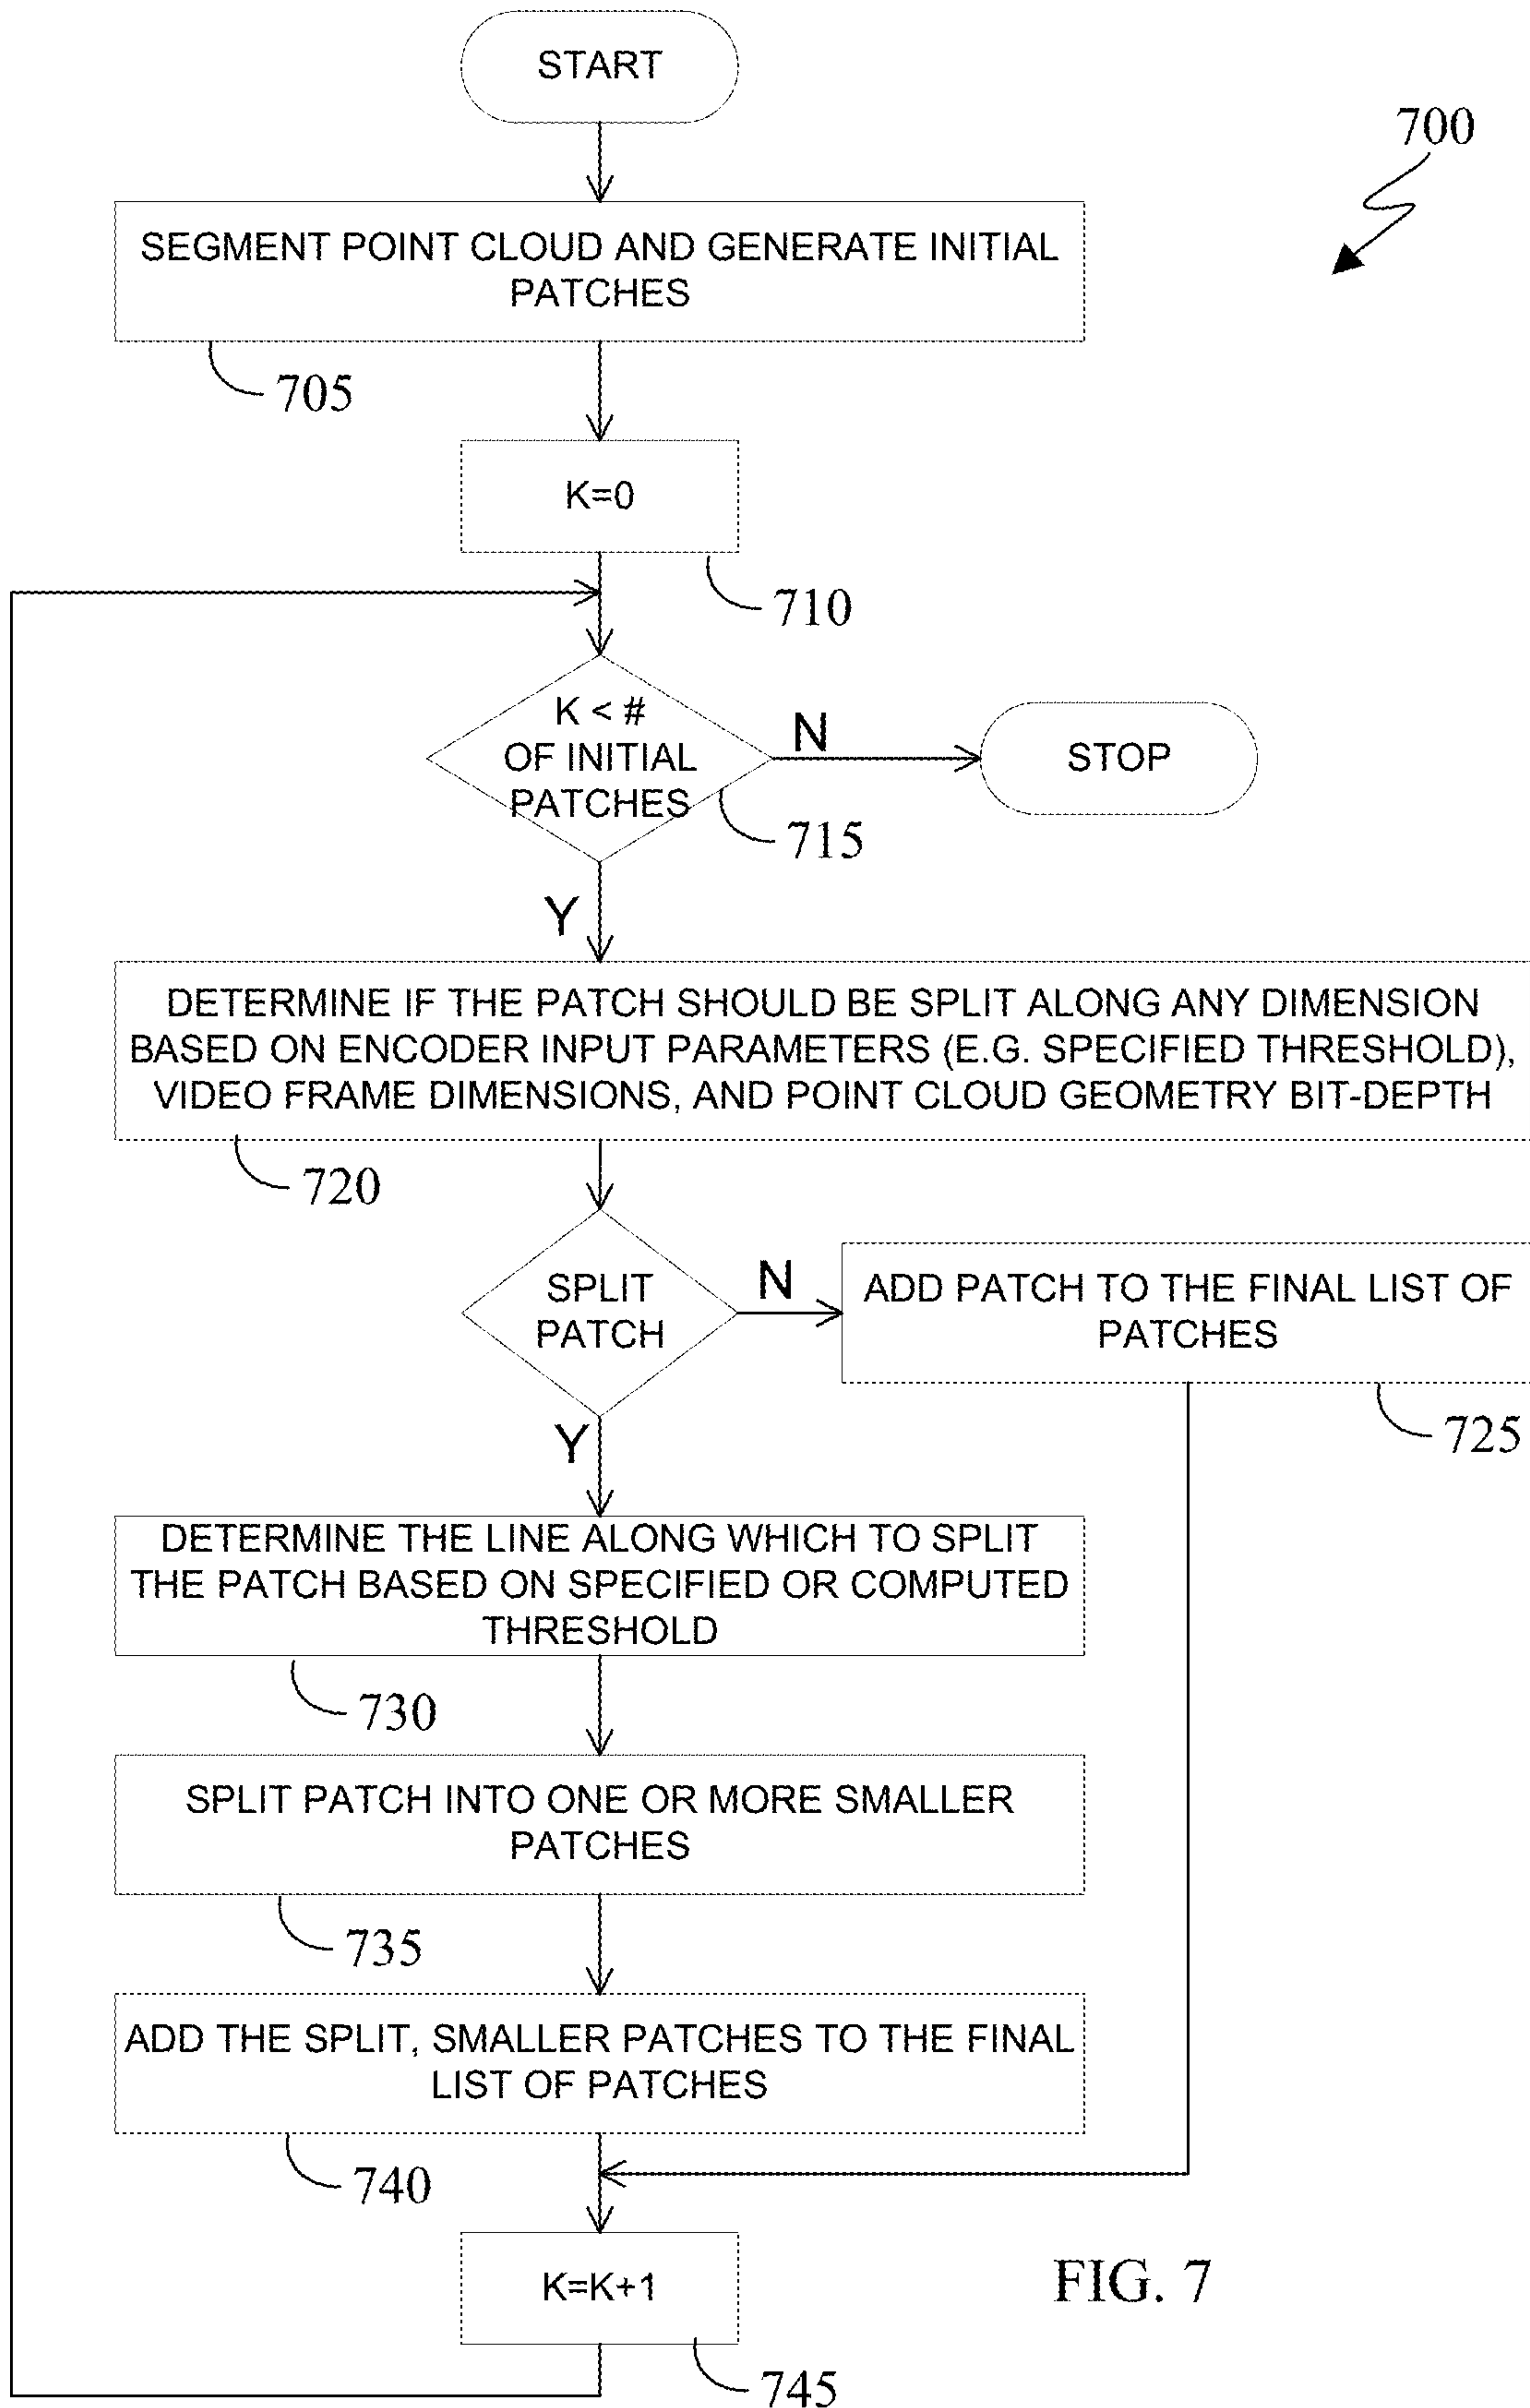 START
700
SEGMENT POINT CLOUD AND GENERATE INITIAL
PATCHES
705
K=0
710
K < #
OF INITIAL
PATCHES
N
STOP
715
Y
DETERMINE IF THE PATCH SHOULD BE SPLIT ALONG ANY DIMENSION
BASED ON ENCODER INPUT PARAMETERS (E.G. SPECIFIED THRESHOLD),
VIDEO FRAME DIMENSIONS, AND POINT CLOUD GEOMETRY BIT-DEPTH
720
SPLIT
PATCH
N
ADD PATCH TO THE FINAL LIST OF
PATCHES
725
Y
DETERMINE THE LINE ALONG WHICH TO SPLIT
THE PATCH BASED ON SPECIFIED OR COMPUTED
THRESHOLD
730
SPLIT PATCH INTO ONE OR MORE SMALLER
PATCHES
735
ADD THE SPLIT, SMALLER PATCHES TO THE FINAL
LIST OF PATCHES
740
K=K+1
745
FIG. 7